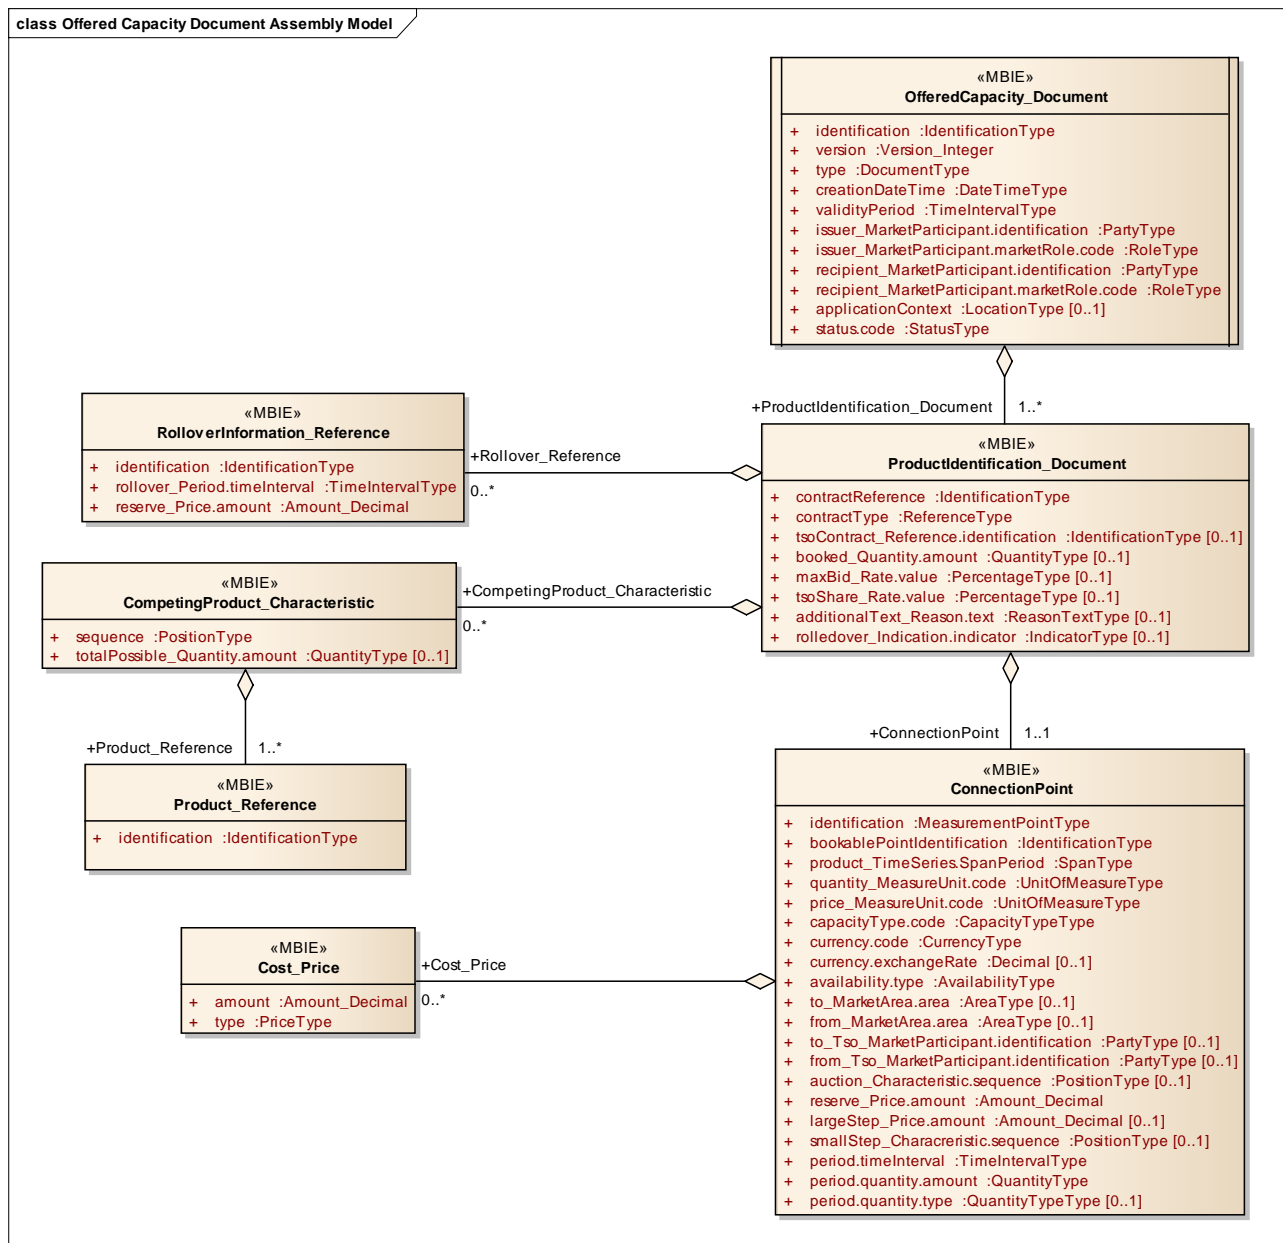 class Offered Capacity Document Assembly Model
«MBIE»
OfferedCapacity_Document
+ identification :IdentificationType
+ version :Version_Integer
+ type :DocumentType
+ creationDateTime :DateTimeType
+ validityPeriod :TimeIntervalType
+ issuer_MarketParticipant.identification :PartyType
+ issuer_MarketParticipant.marketRole.code :RoleType
+ recipient_MarketParticipant.identification :PartyType
+ recipient_MarketParticipant.marketRole.code :RoleType
+ applicationContext :LocationType [0..1]
+ status.code :StatusType
+ProductIdentification_Document 1..*
«MBIE»
RolloverInformation_Reference
+ identification :IdentificationType
+ rollover_Period.timeInterval :TimeIntervalType
+ reserve_Price.amount :Amount_Decimal
+Rollover_Reference
0..*
«MBIE»
ProductIdentification_Document
+ contractReference :IdentificationType
+ contractType :ReferenceType
+ tsoContract_Reference.identification :IdentificationType [0..1]
+ booked_Quantity.amount :QuantityType [0..1]
+ maxBid_Rate.value :PercentageType [0..1]
+ tsoShare_Rate.value :PercentageType [0..1]
+ additionalText_Reason.text :ReasonTextType [0..1]
+ rolledover_Indication.indicator :IndicatorType [0..1]
«MBIE»
CompetingProduct_Characteristic
+ sequence :PositionType
+ totalPossible_Quantity.amount :QuantityType [0..1]
+CompetingProduct_Characteristic
0..*
+Product_Reference 1..*
«MBIE»
Product_Reference
+ identification :IdentificationType
+ConnectionPoint 1..1
«MBIE»
ConnectionPoint
+ identification :MeasurementPointType
+ bookablePointIdentification :IdentificationType
+ product_TimeSeries.SpanPeriod :SpanType
+ quantity_MeasureUnit.code :UnitOfMeasureType
+ price_MeasureUnit.code :UnitOfMeasureType
+ capacityType.code :CapacityTypeType
+ currency.code :CurrencyType
+ currency.exchangeRate :Decimal [0..1]
+ availability.type :AvailabilityType
+ to_MarketArea.area :AreaType [0..1]
+ from_MarketArea.area :AreaType [0..1]
+ to_Tso_MarketParticipant.identification :PartyType [0..1]
+ from_Tso_MarketParticipant.identification :PartyType [0..1]
+ auction_Characteristic.sequence :PositionType [0..1]
+ reserve_Price.amount :Amount_Decimal
+ largeStep_Price.amount :Amount_Decimal [0..1]
+ smallStep_Characreristic.sequence :PositionType [0..1]
+ period.timeInterval :TimeIntervalType
+ period.quantity.amount :QuantityType
+ period.quantity.type :QuantityTypeType [0..1]
«MBIE»
Cost_Price
+ amount :Amount_Decimal
+ type :PriceType
+Cost_Price
0..*